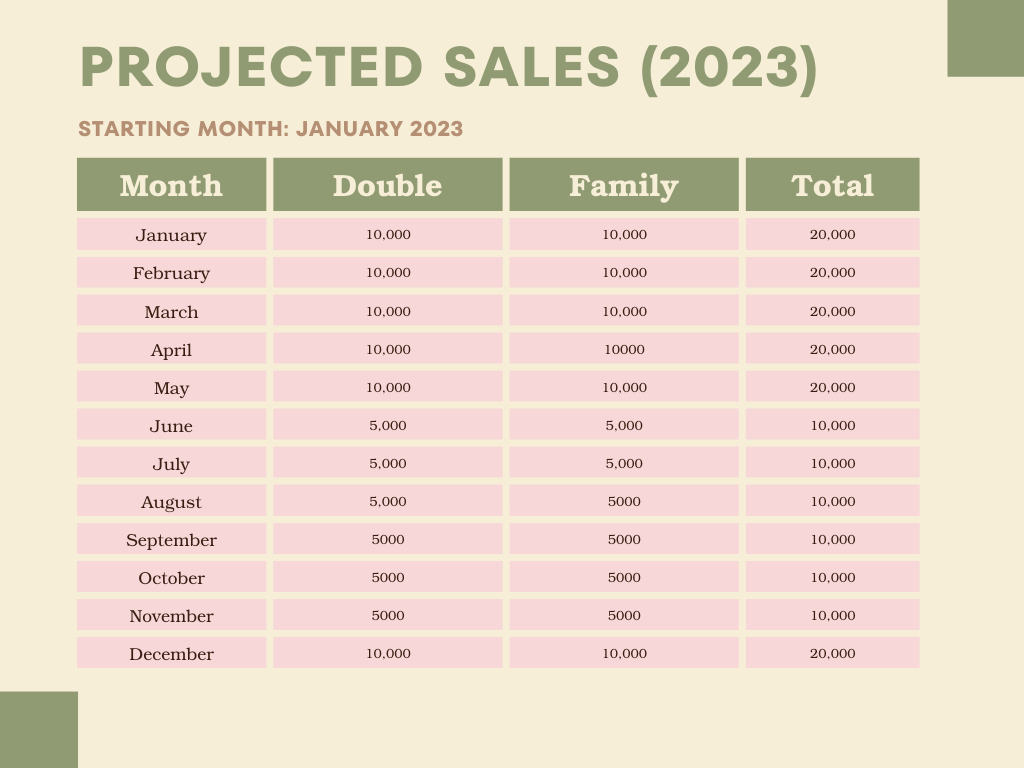 PROJECTED SALES (2023)
STARTING MONTH: JANUARY 2023
Month Double Family Total
January 10,000 10,000 20,000
February 10,000 10,000 20,000
March 10,000 10,000 20,000
April 10,000 10000 20,000
May 10,000 10,000 20,000
June 5,000 5,000 10,000
July 5,000 5,000 10,000
August 5,000 5000 10,000
September 5000 5000 10,000
October 5000 5000 10,000
November 5000 5000 10,000
December 10,000 10,000 20,000